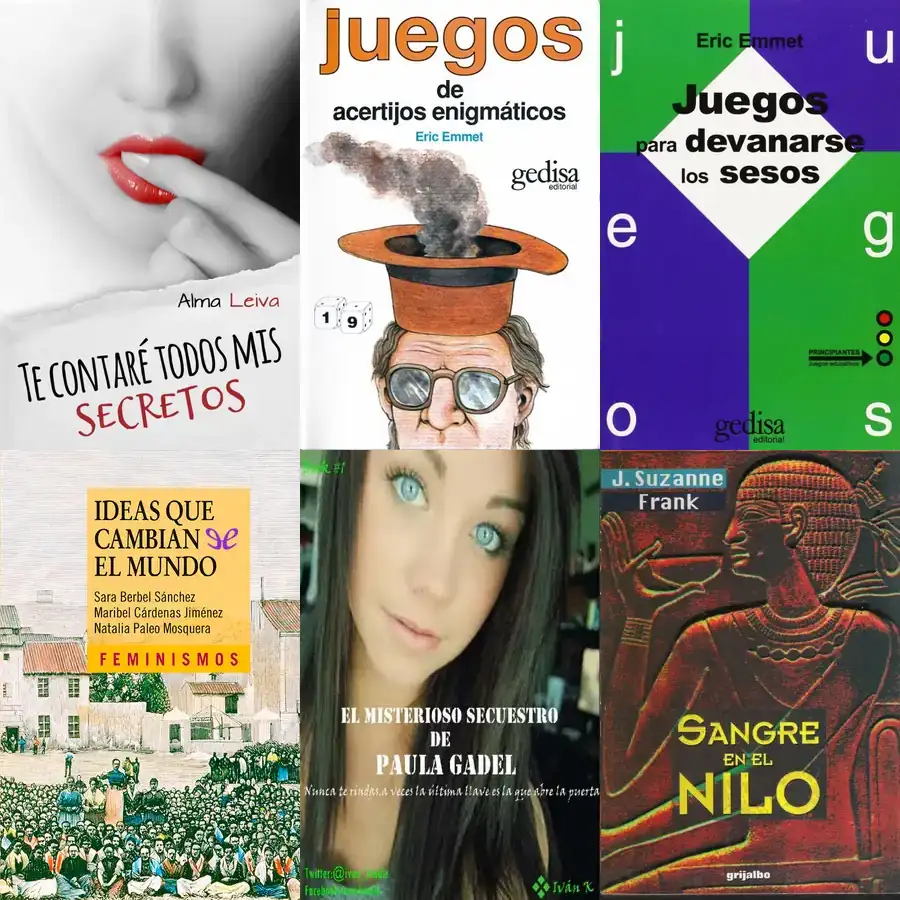 Alma Leiva
TE CONTARÉ TODOS MIS
SECRETOS
juegos
de
acertijos enigmáticos
Eric Emmet
gedisa
editorial
1 9
j u
Eric Emmet
Juegos
para devanarse
los sesos
e g
PRINCIPIANTES
juegos educativos
o s
gedisa
editorial
IDEAS QUE
CAMBIAN
EL MUNDO
Sara Berbel Sánchez
Maribel Cárdenas Jiménez
Natalia Paleo Mosquera
FEMINISMOS
#1
EL MISTERIOSO SECUESTRO
DE
PAULA GADEL
Nunca te rindas,a veces la última llave es la que abre la puerta
Iván K
J. Suzanne
Frank
SANGRE
EN EL
NILO
grijalbo